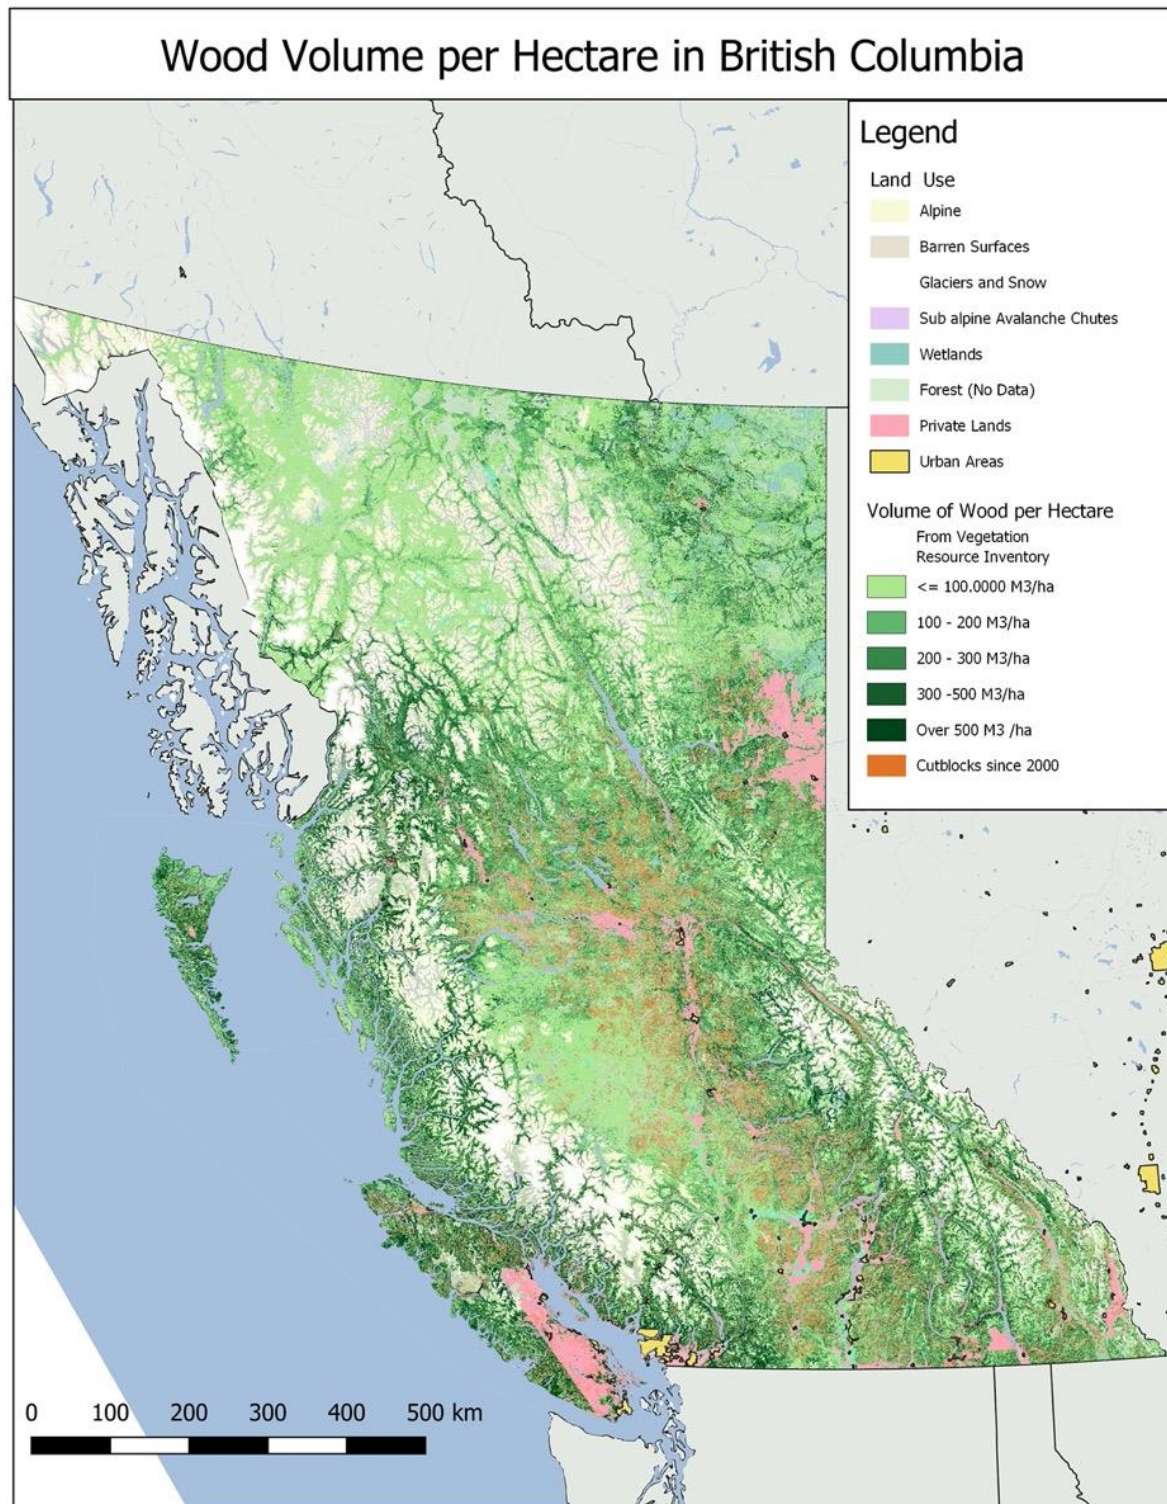 Wood Volume per Hectare in British Columbia
Legend
Land Use
Alpine
Barren Surfaces
Glaciers and Snow
Sub alpine Avalanche Chutes
Wetlands
Forest (No Data)
Private Lands
Urban Areas
Volume of Wood per Hectare
From Vegetation
Resource Inventory
<= 100.0000 M3/ha
100 - 200 M3/ha
200 - 300 M3/ha
300 -500 M3/ha
Over 500 M3 /ha
Cutblocks since 2000
0 100 200 300 400 500 km